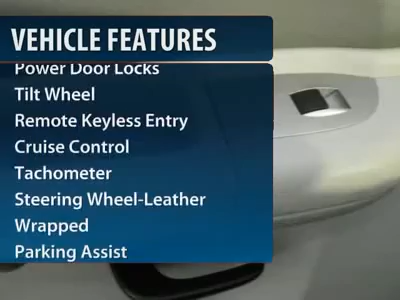 VEHICLE FEATURES
Power Door Locks
Tilt Wheel
Remote Keyless Entry
Cruise Control
Tachometer
Steering Wheel-Leather
Wrapped
Parking Assist